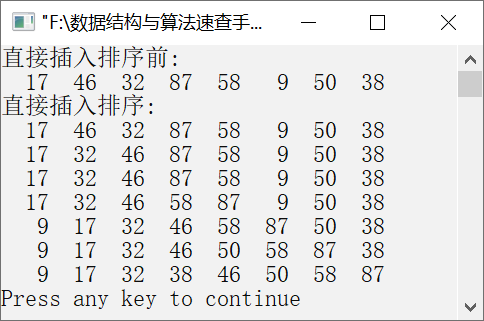 "F:\数据结构与算法速查手...
直接插入排序前:
17 46 32 87 58 9 50 38
直接插入排序:
17 46 32 87 58 9 50 38
17 32 46 87 58 9 50 38
17 32 46 87 58 9 50 38
17 32 46 58 87 9 50 38
9 17 32 46 58 87 50 38
9 17 32 46 50 58 87 38
9 17 32 38 46 50 58 87
Press any key to continue